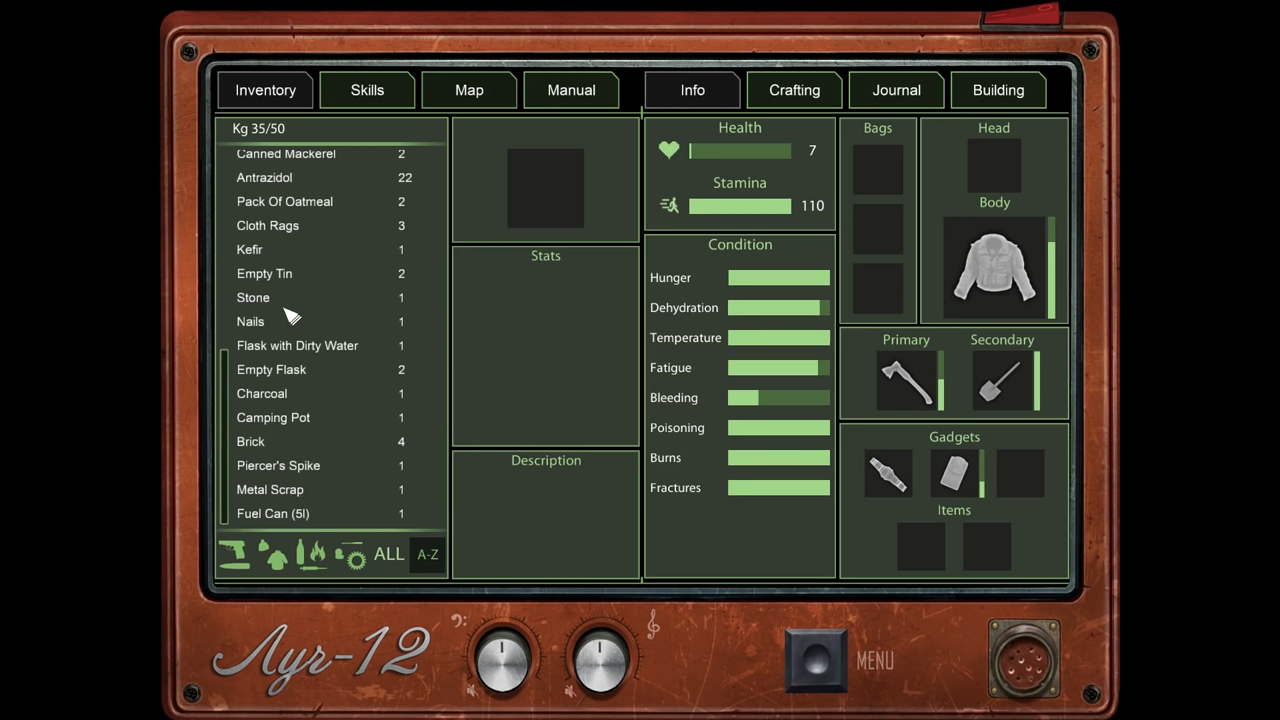 Inventory Skills Map Manual Info Crafting Journal Building
Kg 35/50
Canned Mackerel 2
Antrazidol 22
Pack Of Oatmeal 2
Cloth Rags 3
Kefir 1
Empty Tin 2
Stone 1
Nails 1
Flask with Dirty Water 1
Empty Flask 2
Charcoal 1
Camping Pot 1
Brick 4
Piercer's Spike 1
Metal Scrap 1
Fuel Can (5l) 1
ALL A-Z
Stats
Description
Health
7
Stamina
110
Condition
Hunger
Dehydration
Temperature
Fatigue
Bleeding
Poisoning
Burns
Fractures
Bags
Head
Body
Primary Secondary
Gadgets
Items
Луч-12
MENU